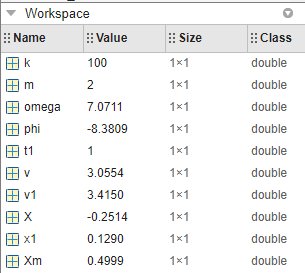 Workspace
Name Value Size Class
k 100 1×1 double
m 2 1×1 double
omega 7.0711 1×1 double
phi -8.3809 1×1 double
t1 1 1×1 double
v 3.0554 1×1 double
v1 3.4150 1×1 double
X -0.2514 1×1 double
x1 0.1290 1×1 double
Xm 0.4999 1×1 double